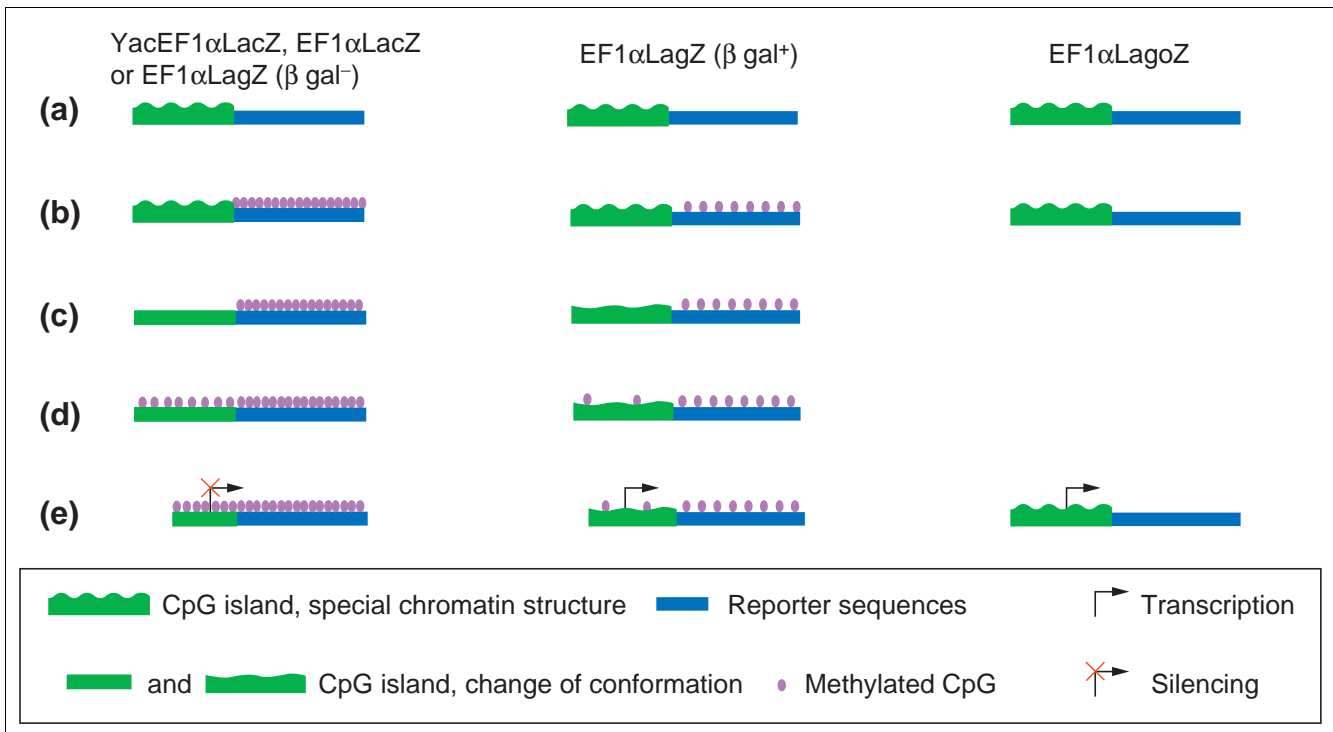 YacEF1αLacZ, EF1αLacZ
or EF1αLagZ (β gal⁻)
EF1αLagZ (β gal⁺)
EF1αLagoZ
(a)
(b)
(c)
(d)
(e)
CpG island, special chromatin structure
Reporter sequences
Transcription
and
CpG island, change of conformation
Methylated CpG
Silencing